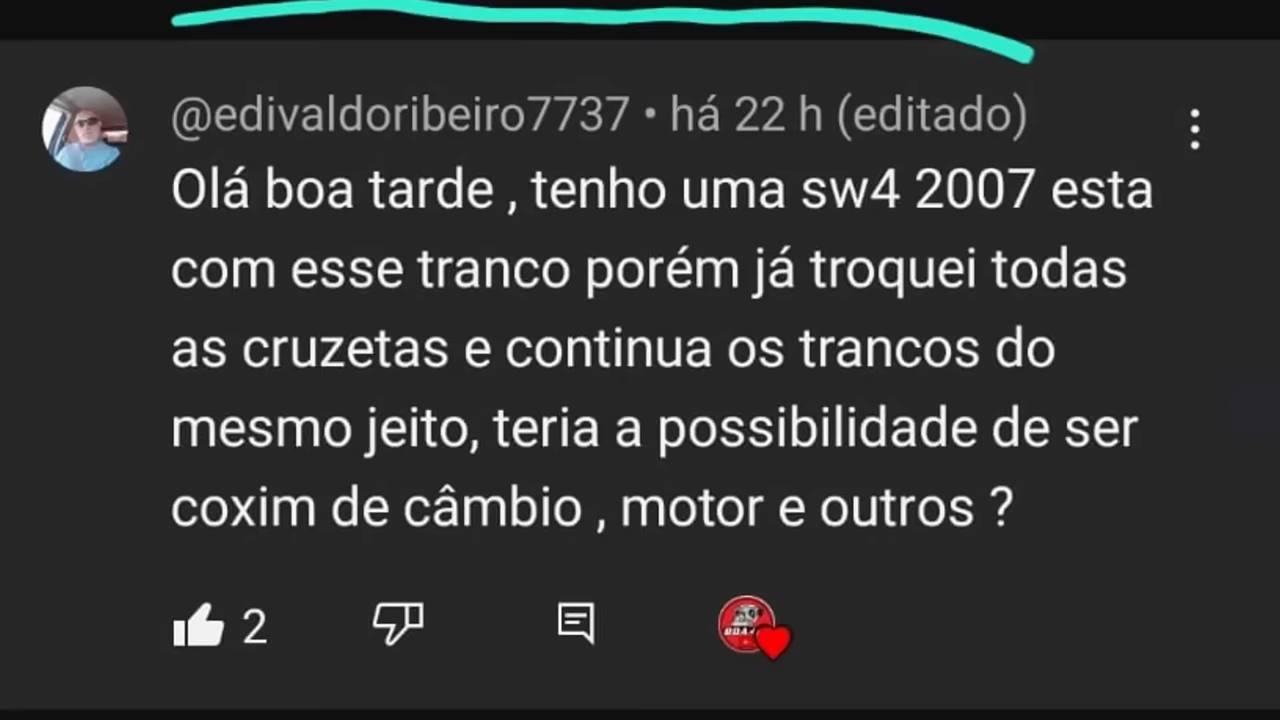 @edivaldoribeiro7737 • há 22 h (editado)
Olá boa tarde , tenho uma sw4 2007 esta
com esse tranco porém já troquei todas
as cruzetas e continua os trancos do
mesmo jeito, teria a possibilidade de ser
coxim de câmbio , motor e outros ?
2